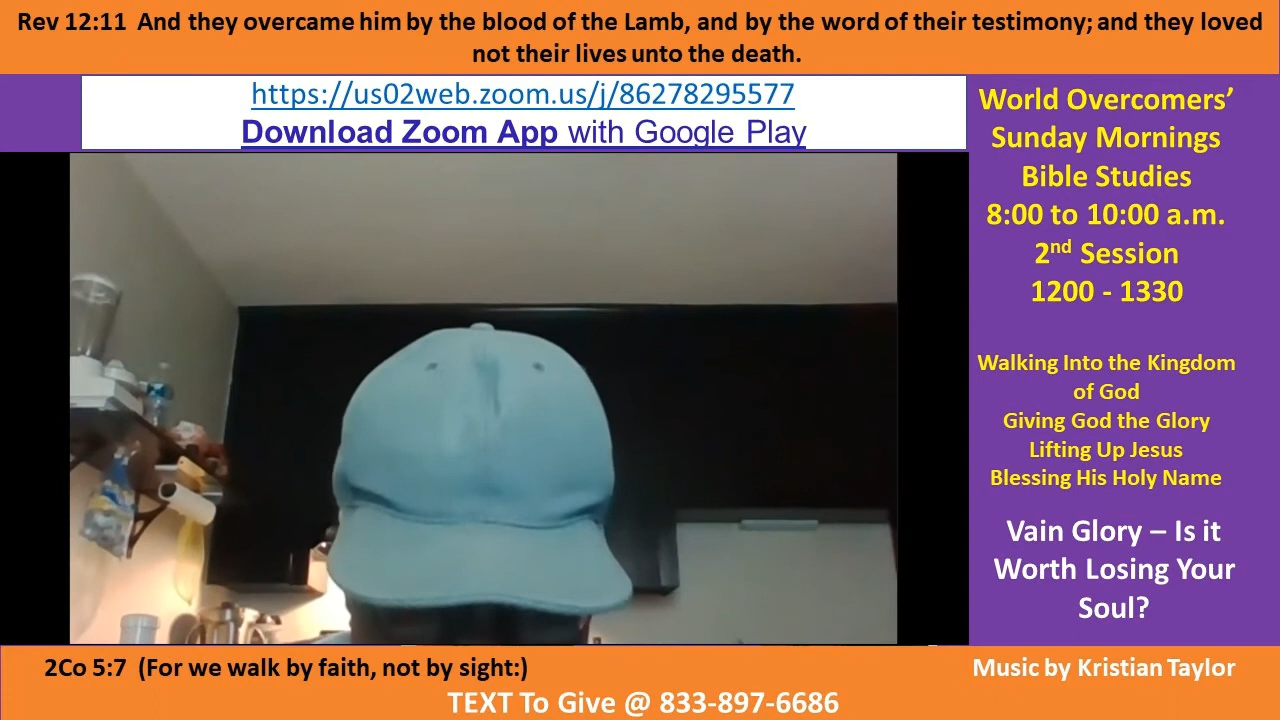 Rev 12:11  And they overcame him by the blood of the Lamb, and by the word of their testimony; and they loved
not their lives unto the death.
https://us02web.zoom.us/j/86278295577
Download Zoom App with Google Play
World Overcomers’
Sunday Mornings
Bible Studies
8:00 to 10:00 a.m.
2nd Session
1200 - 1330
Walking Into the Kingdom
of God
Giving God the Glory
Lifting Up Jesus
Blessing His Holy Name
Vain Glory – Is it
Worth Losing Your
Soul?
2Co 5:7  (For we walk by faith, not by sight:)
Music by Kristian Taylor
TEXT To Give @ 833-897-6686